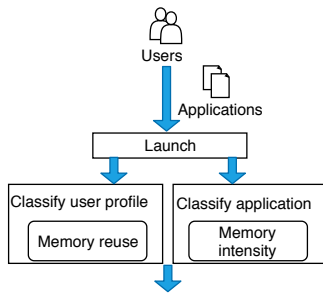 Users
Applications
Launch
Classify user profile
Memory reuse
Classify application
Memory
intensity